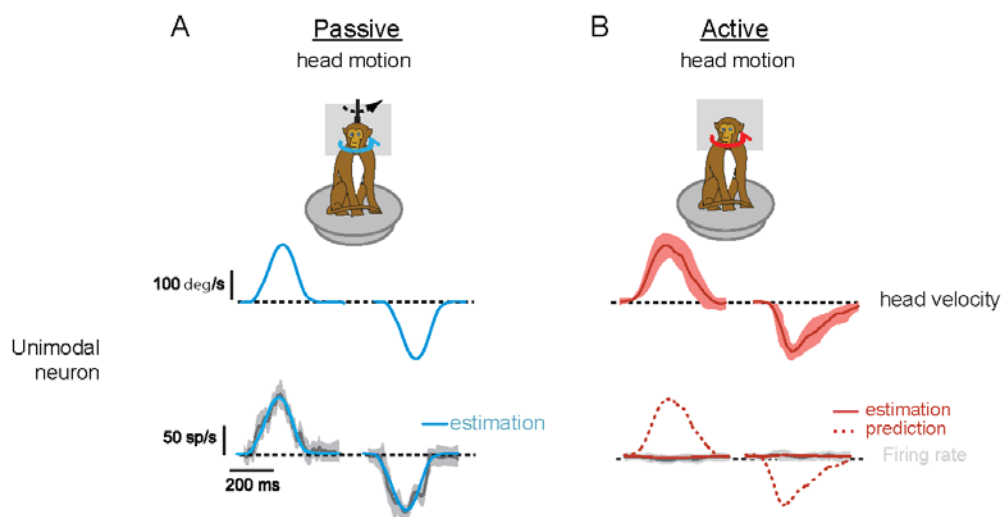 A
Passive
head motion
B
Active
head motion
100 deg/s
head velocity
Unimodal
neuron
50 sp/s
estimation
200 ms
estimation
prediction
Firing rate